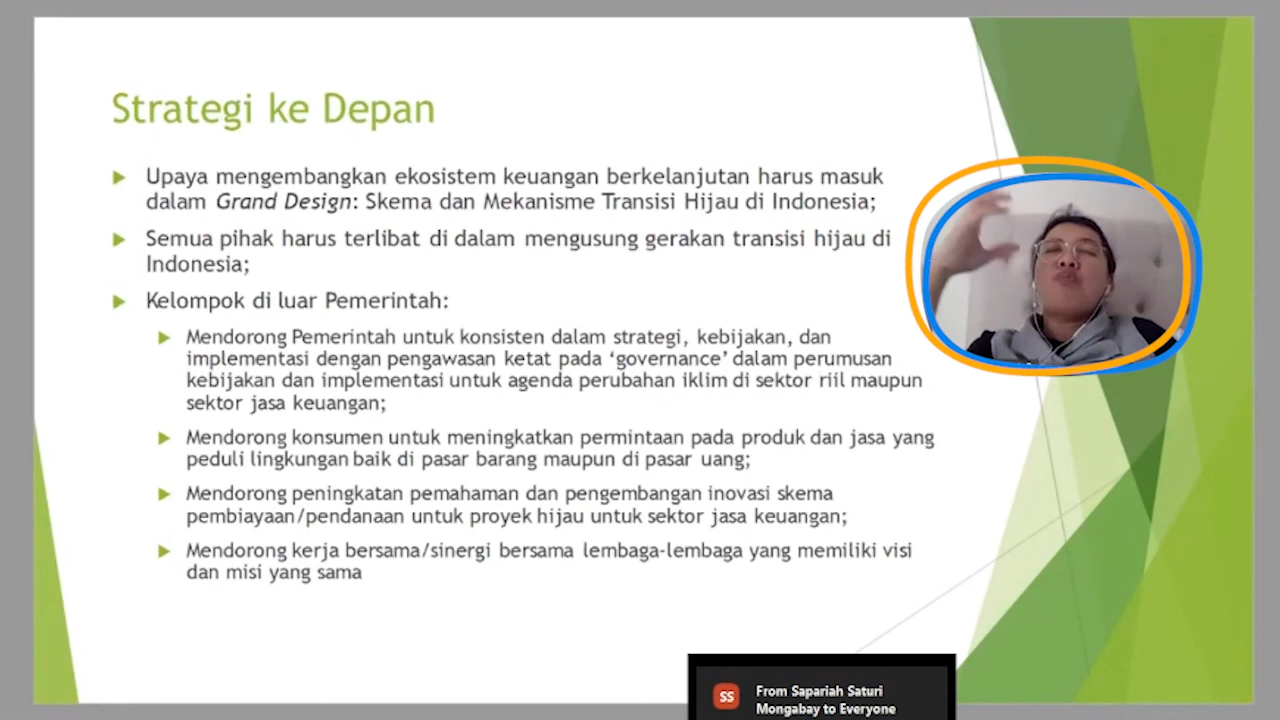 Strategi ke Depan
Upaya mengembangkan ekosistem keuangan berkelanjutan harus masuk
dalam Grand Design: Skema dan Mekanisme Transisi Hijau di Indonesia;
Semua pihak harus terlibat di dalam mengusung gerakan transisi hijau di
Indonesia;
Kelompok di luar Pemerintah:
Mendorong Pemerintah untuk konsisten dalam strategi, kebijakan, dan
implementasi dengan pengawasan ketat pada ‘governance’ dalam perumusan
kebijakan dan implementasi untuk agenda perubahan iklim di sektor riil maupun
sektor jasa keuangan;
Mendorong konsumen untuk meningkatkan permintaan pada produk dan jasa yang
peduli lingkungan baik di pasar barang maupun di pasar uang;
Mendorong peningkatan pemahaman dan pengembangan inovasi skema
pembiayaan/pendanaan untuk proyek hijau untuk sektor jasa keuangan;
Mendorong kerja bersama/sinergi bersama lembaga-lembaga yang memiliki visi
dan misi yang sama
SS
From Sapariah Saturi
Mongabay to Everyone